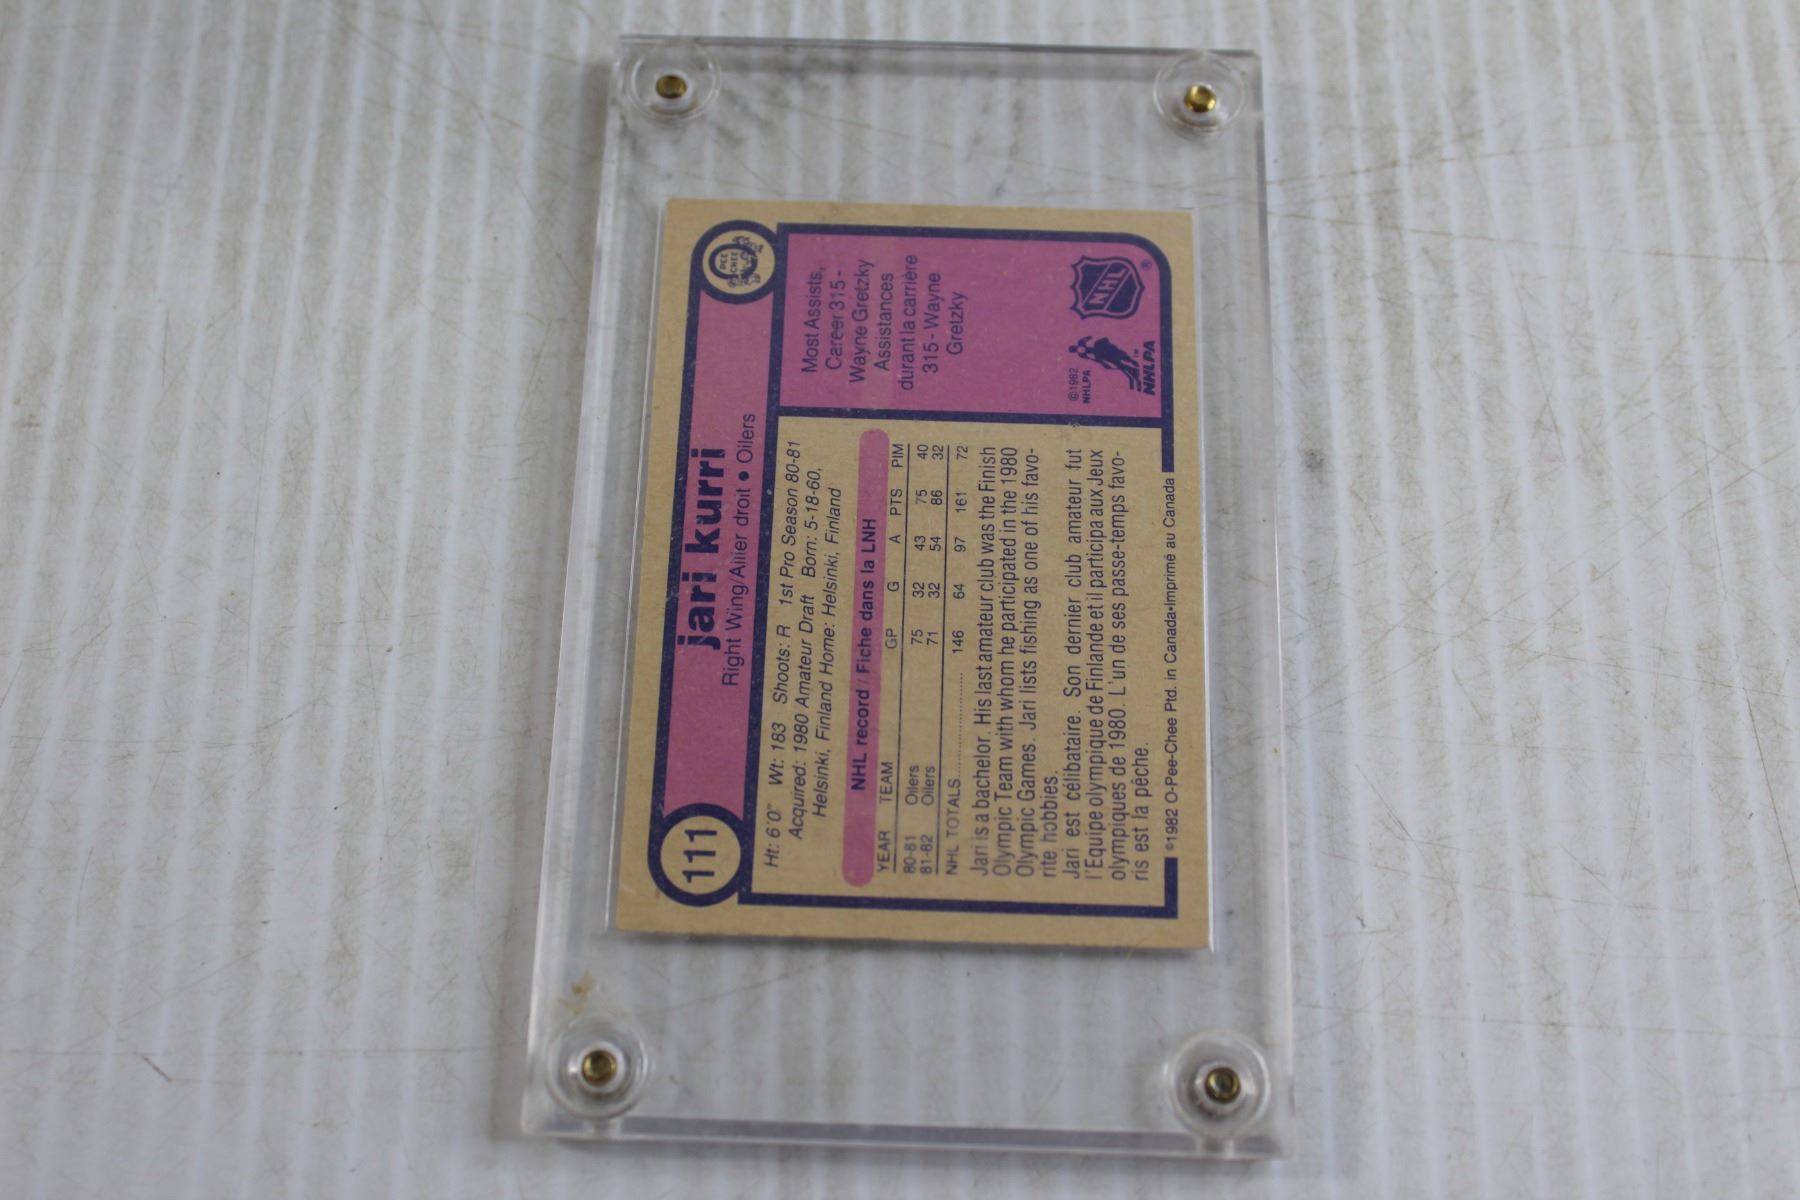 111
jari kurri
Right Wing/Ailier droit • Oilers
O
PEE
CHEE
Ht: 6'0" Wt: 183 Shoots: R 1st Pro Season 80-81
Acquired: 1980 Amateur Draft Born: 5-18-60,
Helsinki, Finland Home: Helsinki, Finland
NHL record / Fiche dans la LNH
YEAR TEAM GP G A PTS PIM
80-81 Oilers 75 32 43 75 40
81-82 Oilers 71 32 54 86 32
NHL TOTALS 146 64 97 161 72
Jari is a bachelor. His last amateur club was the Finish
Olympic Team with whom he participated in the 1980
Olympic Games. Jari lists fishing as one of his favo-
rite hobbies.
Jari est célibataire. Son dernier club amateur fut
l'Equipe olympique de Finlande et il participa aux Jeux
olympiques de 1980. L'un de ses passe-temps favo-
ris est la pêche.
©1982 O-Pee-Chee Ptd. in Canada-Imprimé au Canada
Most Assists,
Career 315 -
Wayne Gretzky
Assistances
durant la carrière
315 - Wayne
Gretzky
©1982
NHLPA
NHLPA™
NHL®